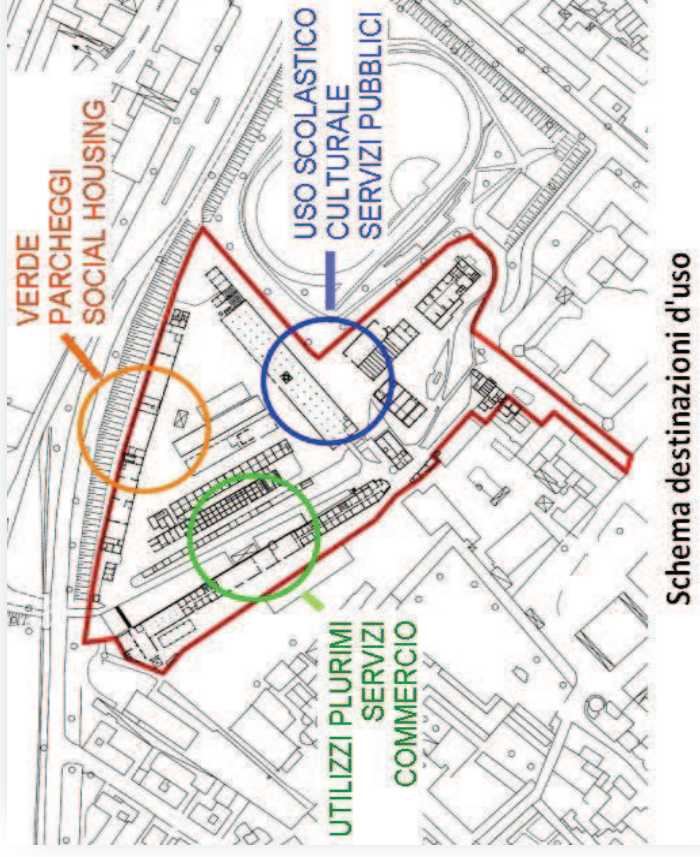 VERDE
PARCHEGGI
SOCIAL HOUSING
USO SCOLASTICO
CULTURALE
SERVIZI PUBBLICI
UTILIZZI PLURIMI
SERVIZI
COMMERCIO
Schema destinazioni d'uso